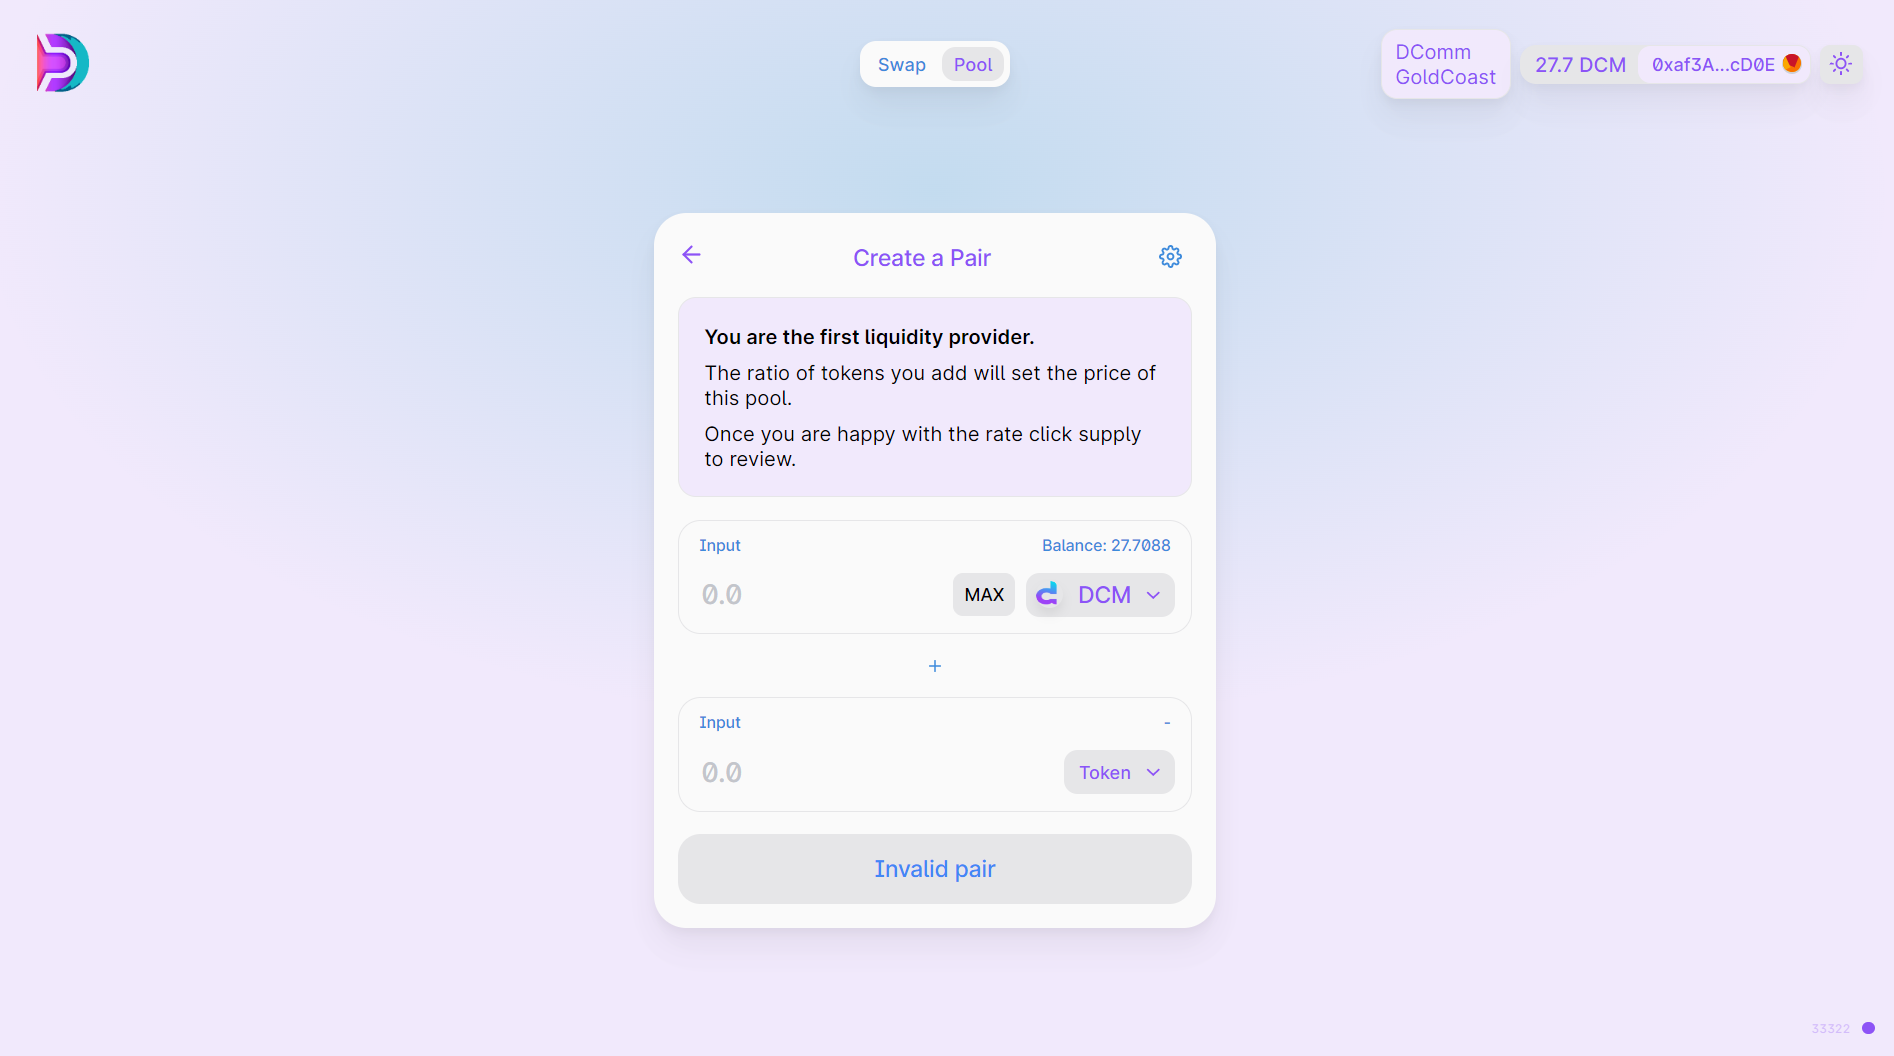 Swap
Pool
DComm
GoldCoast
27.7 DCM
0xaf3A...cD0E
Create a Pair
You are the first liquidity provider.
The ratio of tokens you add will set the price of
this pool.
Once you are happy with the rate click supply
to review.
Input
Balance: 27.7088
0.0
MAX
DCM
+
Input
-
0.0
Token
Invalid pair
33322